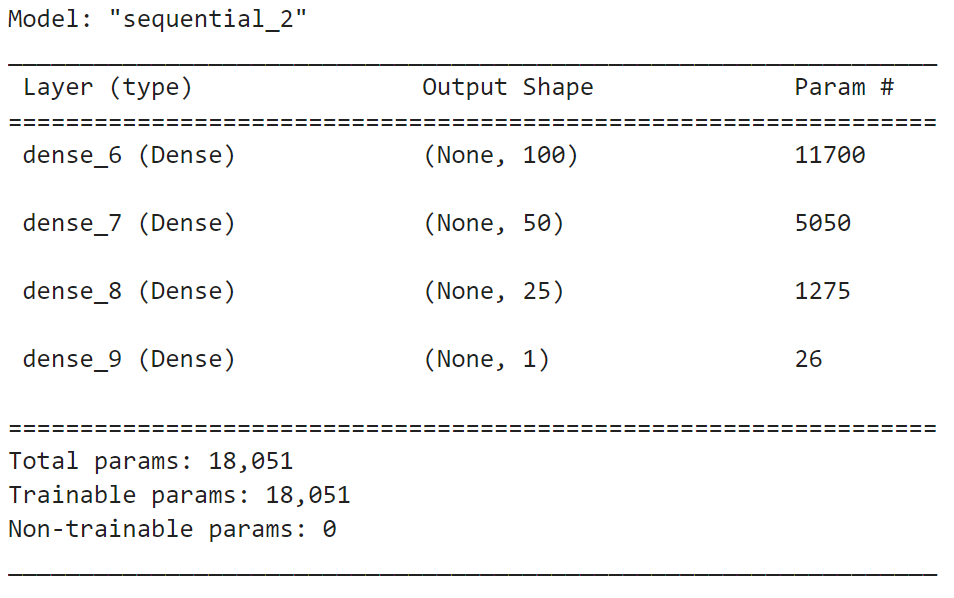 Model: "sequential_2"
_________________________________________________________________
Layer (type) Output Shape Param #
=================================================================
dense_6 (Dense) (None, 100) 11700
dense_7 (Dense) (None, 50) 5050
dense_8 (Dense) (None, 25) 1275
dense_9 (Dense) (None, 1) 26
=================================================================
Total params: 18,051
Trainable params: 18,051
Non-trainable params: 0
_________________________________________________________________